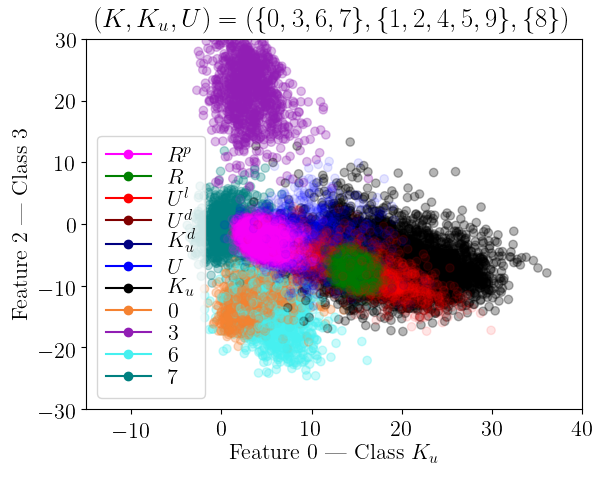 (K, K_u, U) = ({0, 3, 6, 7}, {1, 2, 4, 5, 9}, {8})
30
20
10
0
−10
−20
−30
Feature 2 — Class 3
R^p
R
U^l
U^d
K_u^d
U
K_u
0
3
6
7
−10 0 10 20 30 40
Feature 0 — Class K_u